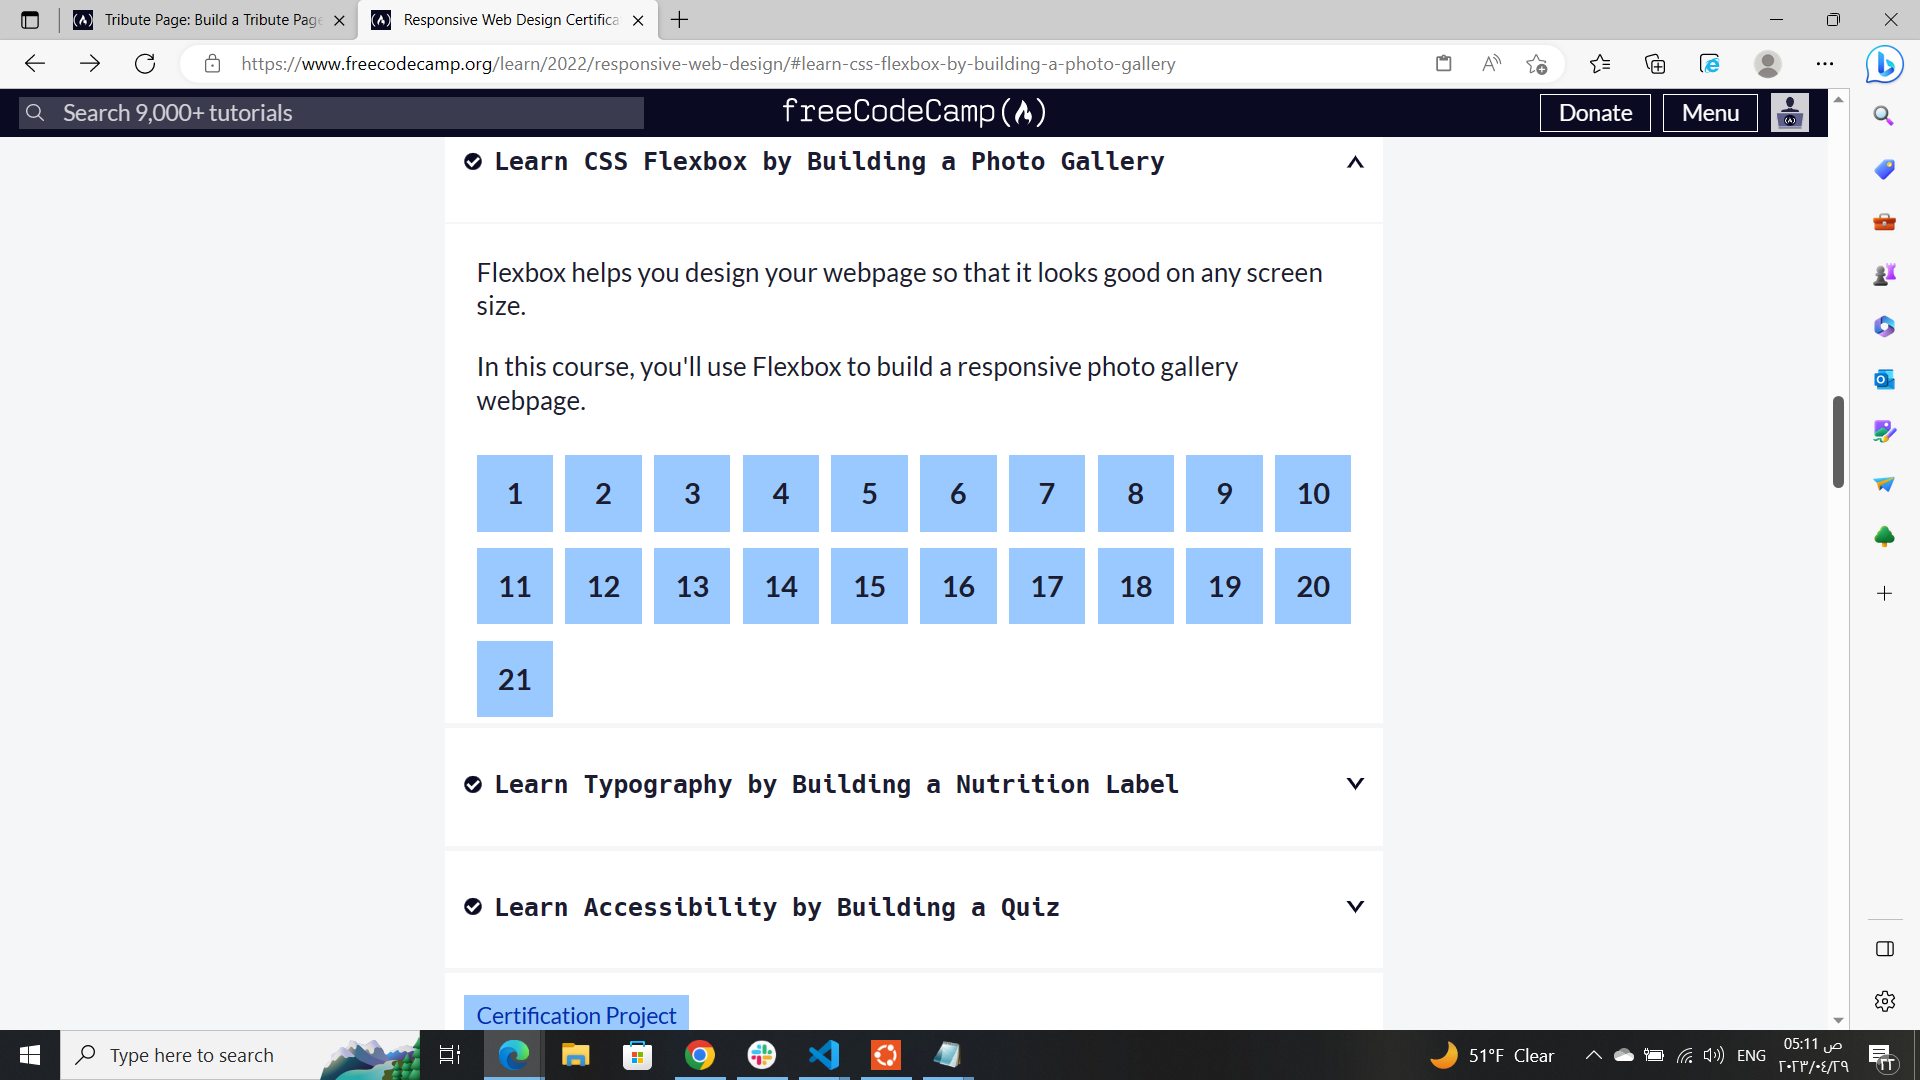 Tribute Page: Build a Tribute Page
Responsive Web Design Certifica
https://www.freecodecamp.org/learn/2022/responsive-web-design/#learn-css-flexbox-by-building-a-photo-gallery
Search 9,000+ tutorials
freeCodeCamp
Donate
Menu
Learn CSS Flexbox by Building a Photo Gallery
Flexbox helps you design your webpage so that it looks good on any screen
size.
In this course, you'll use Flexbox to build a responsive photo gallery
webpage.
1 2 3 4 5 6 7 8 9 10
11 12 13 14 15 16 17 18 19 20
21
Learn Typography by Building a Nutrition Label
Learn Accessibility by Building a Quiz
Certification Project
Type here to search
51°F Clear
ENG
05:11 ص
٢٠٢٣/٠٤/٢٩